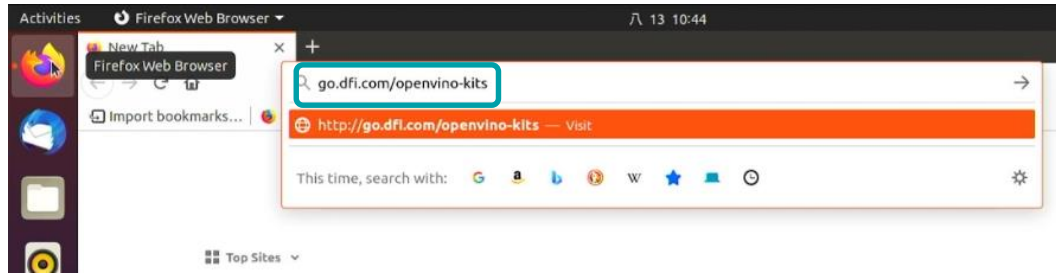 Activities Firefox Web Browser 八 13 10:44
New Tab
Firefox Web Browser
go.dfi.com/openvino-kits
Import bookmarks...
http://go.dfi.com/openvino-kits — Visit
This time, search with:
Top Sites